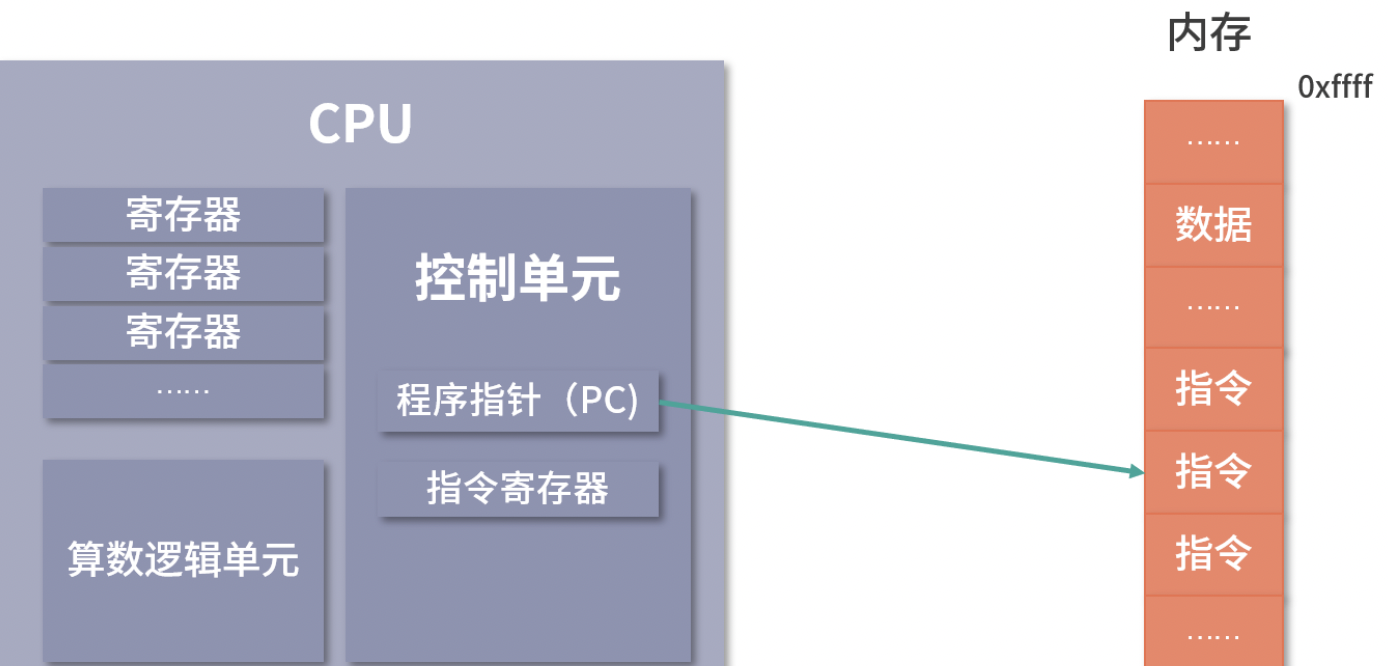 内存
0xffff
CPU
寄存器
寄存器
寄存器
……
控制单元
程序指针（PC)
指令寄存器
算数逻辑单元
……
数据
……
指令
指令
指令
……